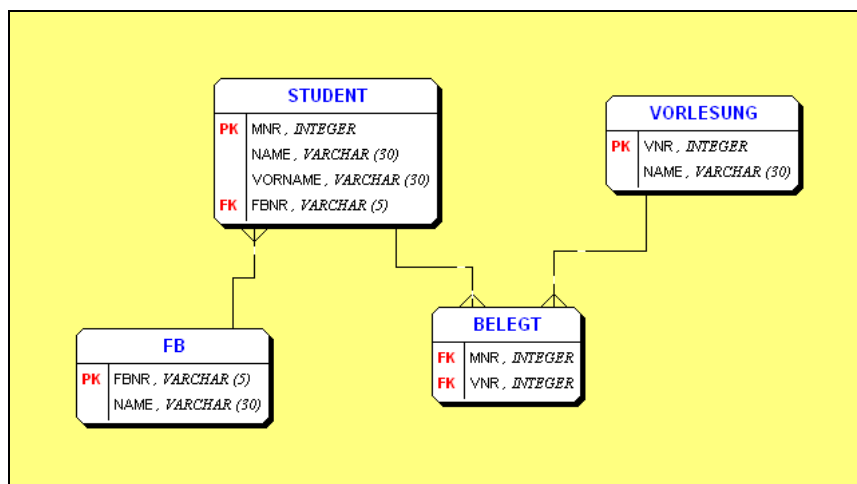 STUDENT
PK MNR, INTEGER
NAME, VARCHAR (30)
VORNAME, VARCHAR (30)
FK FBNR, VARCHAR (5)
VORLESUNG
PK VNR, INTEGER
NAME, VARCHAR (30)
FB
PK FBNR, VARCHAR (5)
NAME, VARCHAR (30)
BELEGT
FK MNR, INTEGER
FK VNR, INTEGER